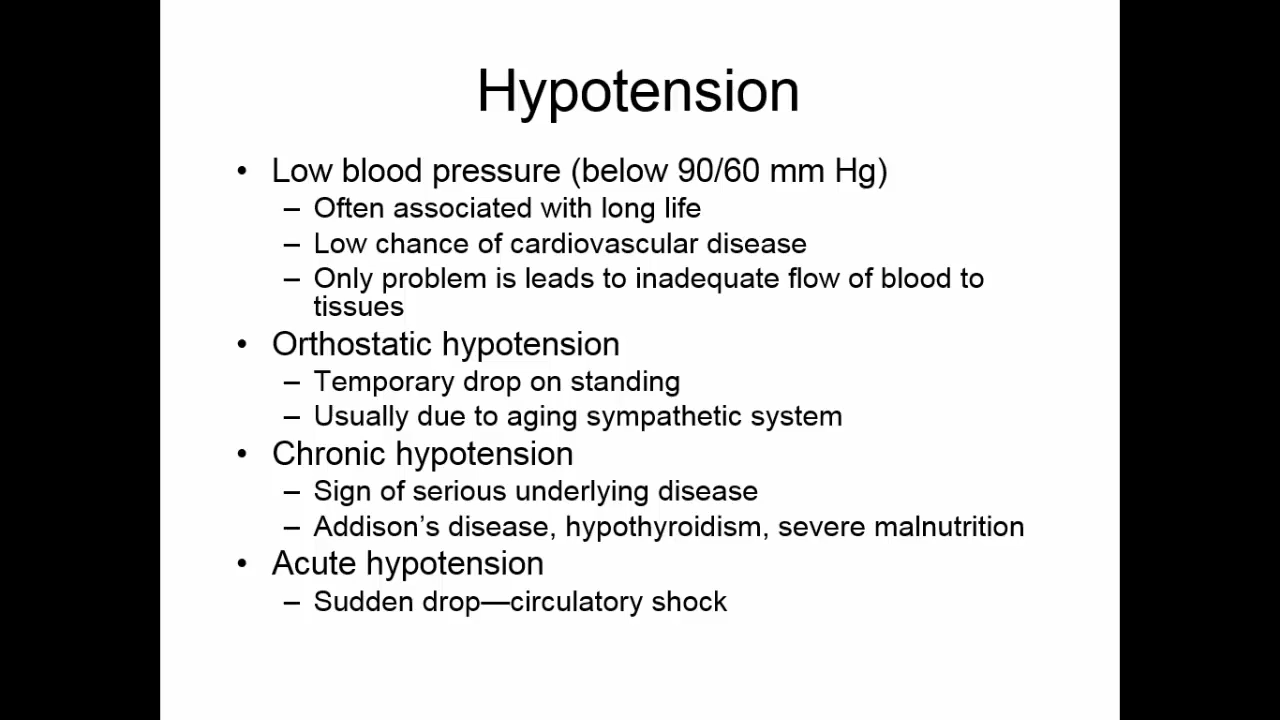 Hypotension
• Low blood pressure (below 90/60 mm Hg)
– Often associated with long life
– Low chance of cardiovascular disease
– Only problem is leads to inadequate flow of blood to
tissues
• Orthostatic hypotension
– Temporary drop on standing
– Usually due to aging sympathetic system
• Chronic hypotension
– Sign of serious underlying disease
– Addison’s disease, hypothyroidism, severe malnutrition
• Acute hypotension
– Sudden drop—circulatory shock